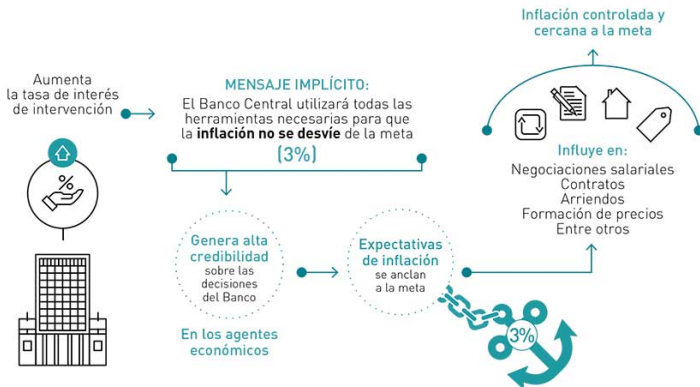 Aumenta
la tasa de interés
de intervención
MENSAJE IMPLÍCITO:
El Banco Central utilizará todas las
herramientas necesarias para que
la inflación no se desvíe de la meta
(3%)
Genera alta
credibilidad
sobre las
decisiones
del Banco
En los agentes
económicos
Expectativas
de inflación
se anclan
a la meta
3%
Inflación controlada y
cercana a la meta
Influye en:
Negociaciones salariales
Contratos
Arriendos
Formación de precios
Entre otros
%